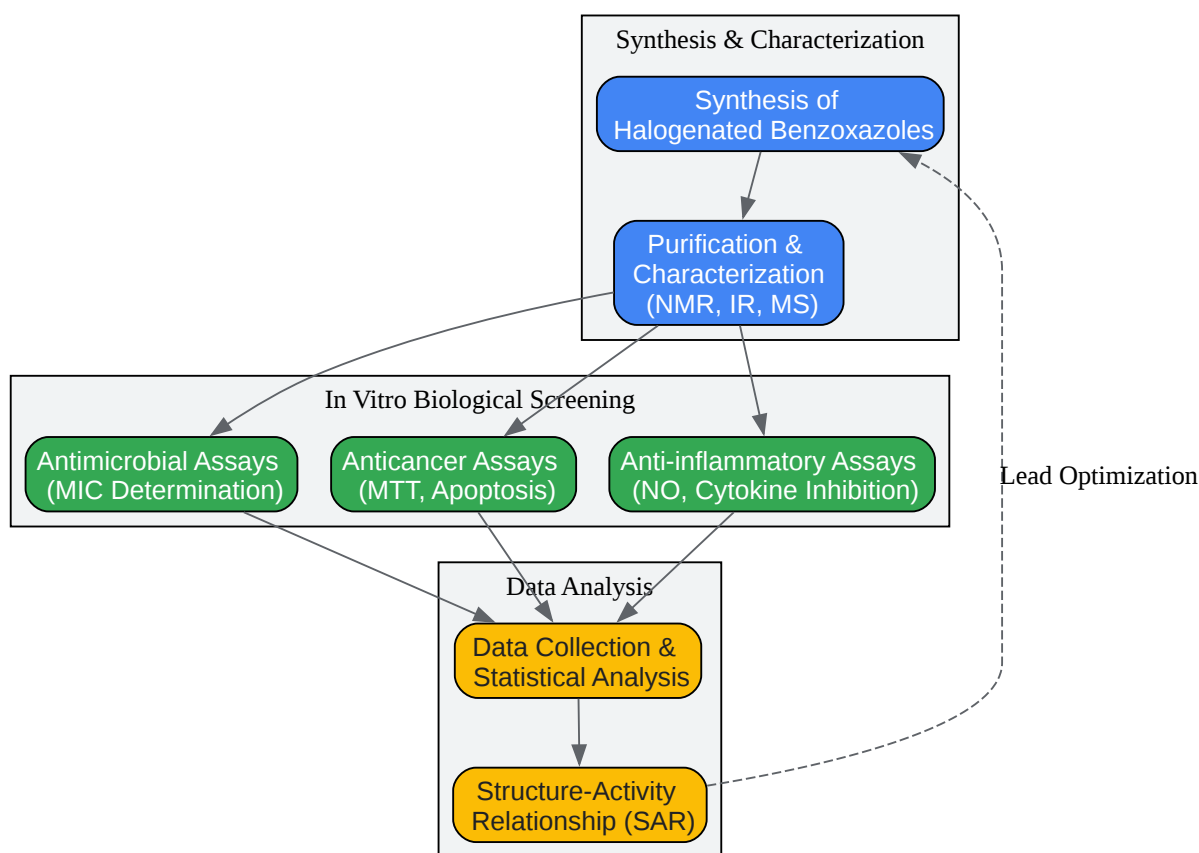 Synthesis & Characterization
Synthesis of
Halogenated Benzoxazoles
Purification &
Characterization
(NMR, IR, MS)
In Vitro Biological Screening
Antimicrobial Assays
(MIC Determination)
Anticancer Assays
(MTT, Apoptosis)
Anti-inflammatory Assays
(NO, Cytokine Inhibition)
Lead Optimization
Data Analysis
Data Collection &
Statistical Analysis
Structure-Activity
Relationship (SAR)